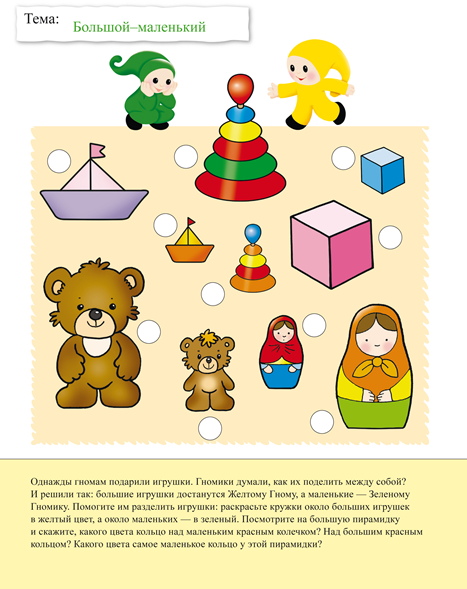 Тема:
Большой–маленький
Однажды гномам подарили игрушки. Гномики думали, как их поделить между собой?
И решили так: большие игрушки достанутся Желтому Гному, а маленькие — Зеленому
Гномику. Помогите им разделить игрушки: раскрасьте кружки около больших игрушек
в желтый цвет, а около маленьких — в зеленый. Посмотрите на большую пирамидку
и скажите, какого цвета кольцо над маленьким красным колечком? Над большим красным
кольцом? Какого цвета самое маленькое кольцо у этой пирамидки?